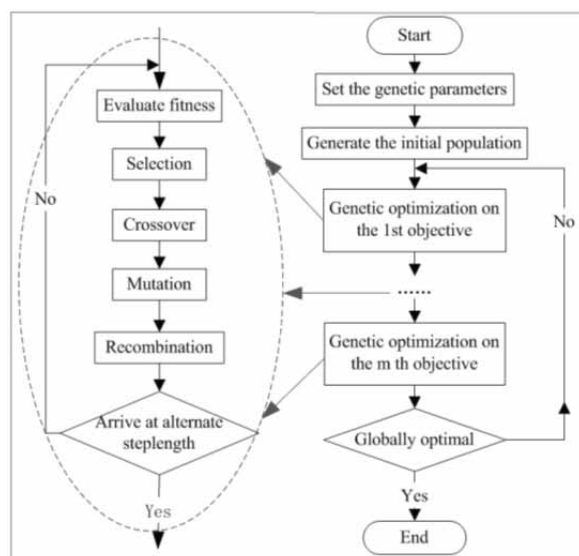 Start
Set the genetic parameters
Generate the initial population
Genetic optimization on
the 1st objective
······
Genetic optimization on
the m th objective
Globally optimal
No
Yes
End
Evaluate fitness
Selection
Crossover
Mutation
Recombination
Arrive at alternate
steplength
No
Yes